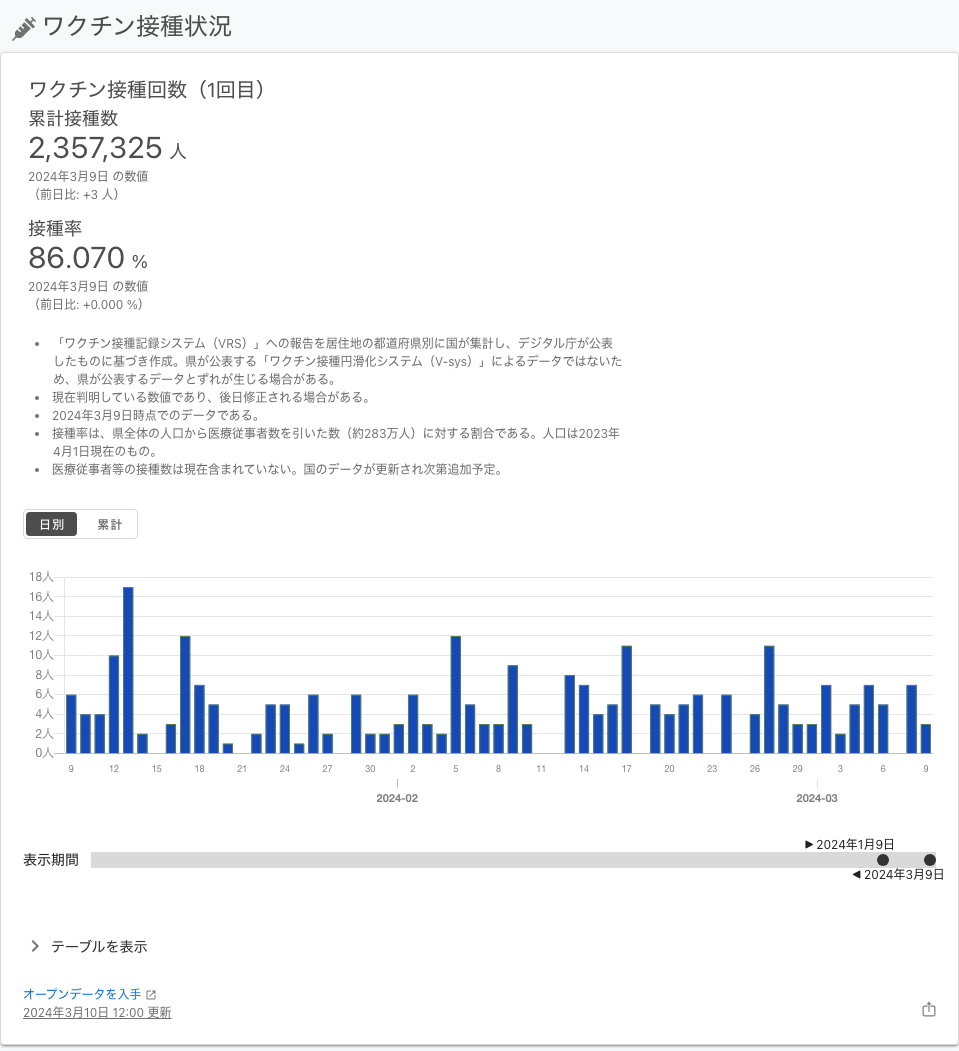 ワクチン接種状況
ワクチン接種回数（1回目）
累計接種数
2,357,325 人
2024年3月9日 の数値
（前日比: +3 人）
接種率
86.070 %
2024年3月9日 の数値
（前日比: +0.000 %）
• 「ワクチン接種記録システム（VRS）」への報告を居住地の都道府県別に国が集計し、デジタル庁が公表
したものに基づき作成。県が公表する「ワクチン接種円滑化システム（V-sys）」によるデータではないた
め、県が公表するデータとずれが生じる場合がある。
• 現在判明している数値であり、後日修正される場合がある。
• 2024年3月9日時点でのデータである。
• 接種率は、県全体の人口から医療従事者数を引いた数（約283万人）に対する割合である。人口は2023年
4月1日現在のもの。
• 医療従事者等の接種数は現在含まれていない。国のデータが更新され次第追加予定。
日別 累計
18人
16人
14人
12人
10人
8人
6人
4人
2人
0人
9 12 15 18 21 24 27 30 2 5 8 11 14 17 20 23 26 29 3 6 9
2024-02 2024-03
▶ 2024年1月9日
表示期間
◀ 2024年3月9日
テーブルを表示
オープンデータを入手
2024年3月10日 12:00 更新